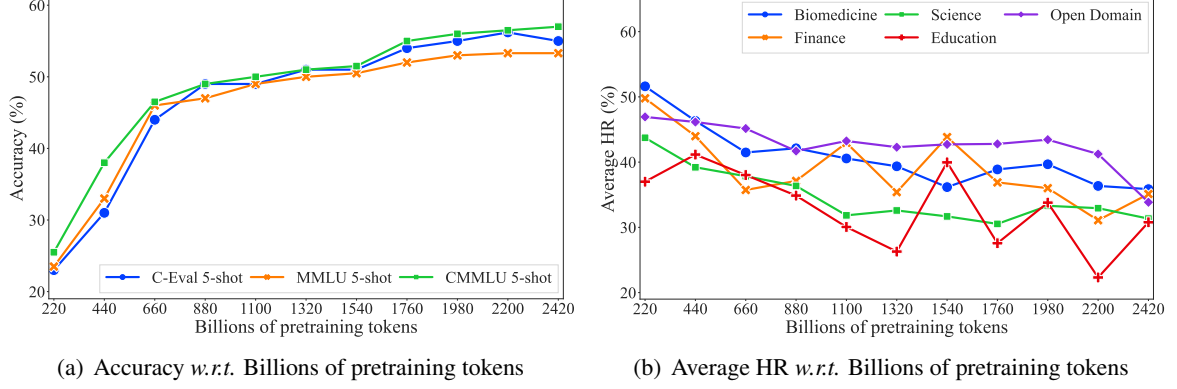 60
50
40
30
20
Accuracy (%)
C-Eval 5-shot MMLU 5-shot CMMLU 5-shot
220 440 660 880 1100 1320 1540 1760 1980 2200 2420
Billions of pretraining tokens
(a) Accuracy w.r.t. Billions of pretraining tokens
Biomedicine Science Open Domain
Finance Education
60
50
40
30
20
Average HR (%)
220 440 660 880 1100 1320 1540 1760 1980 2200 2420
Billions of pretraining tokens
(b) Average HR w.r.t. Billions of pretraining tokens